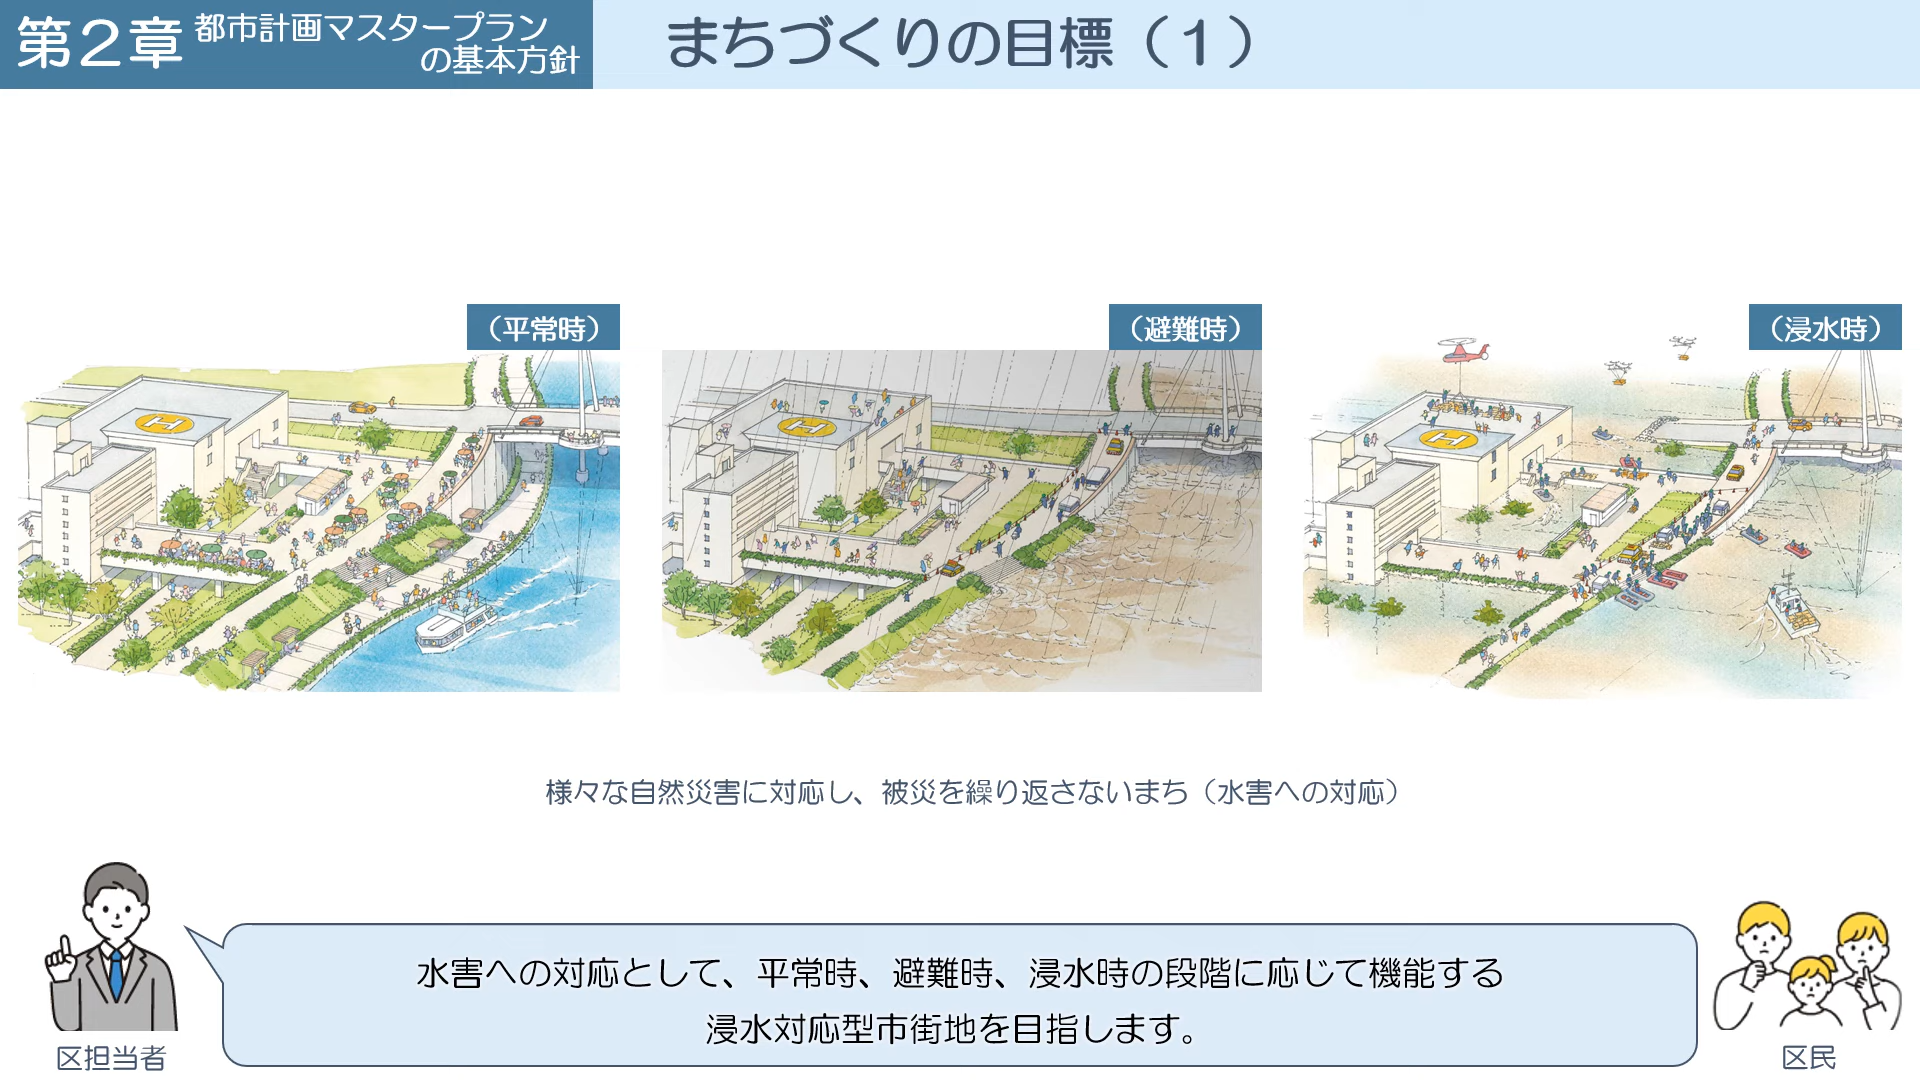 第2章 都市計画マスタープラン
の基本方針
まちづくりの目標（1）
（平常時）
（避難時）
（浸水時）
H
H
H
様々な自然災害に対応し、被災を繰り返さないまち（水害への対応）
水害への対応として、平常時、避難時、浸水時の段階に応じて機能する
浸水対応型市街地を目指します。
区担当者
区民